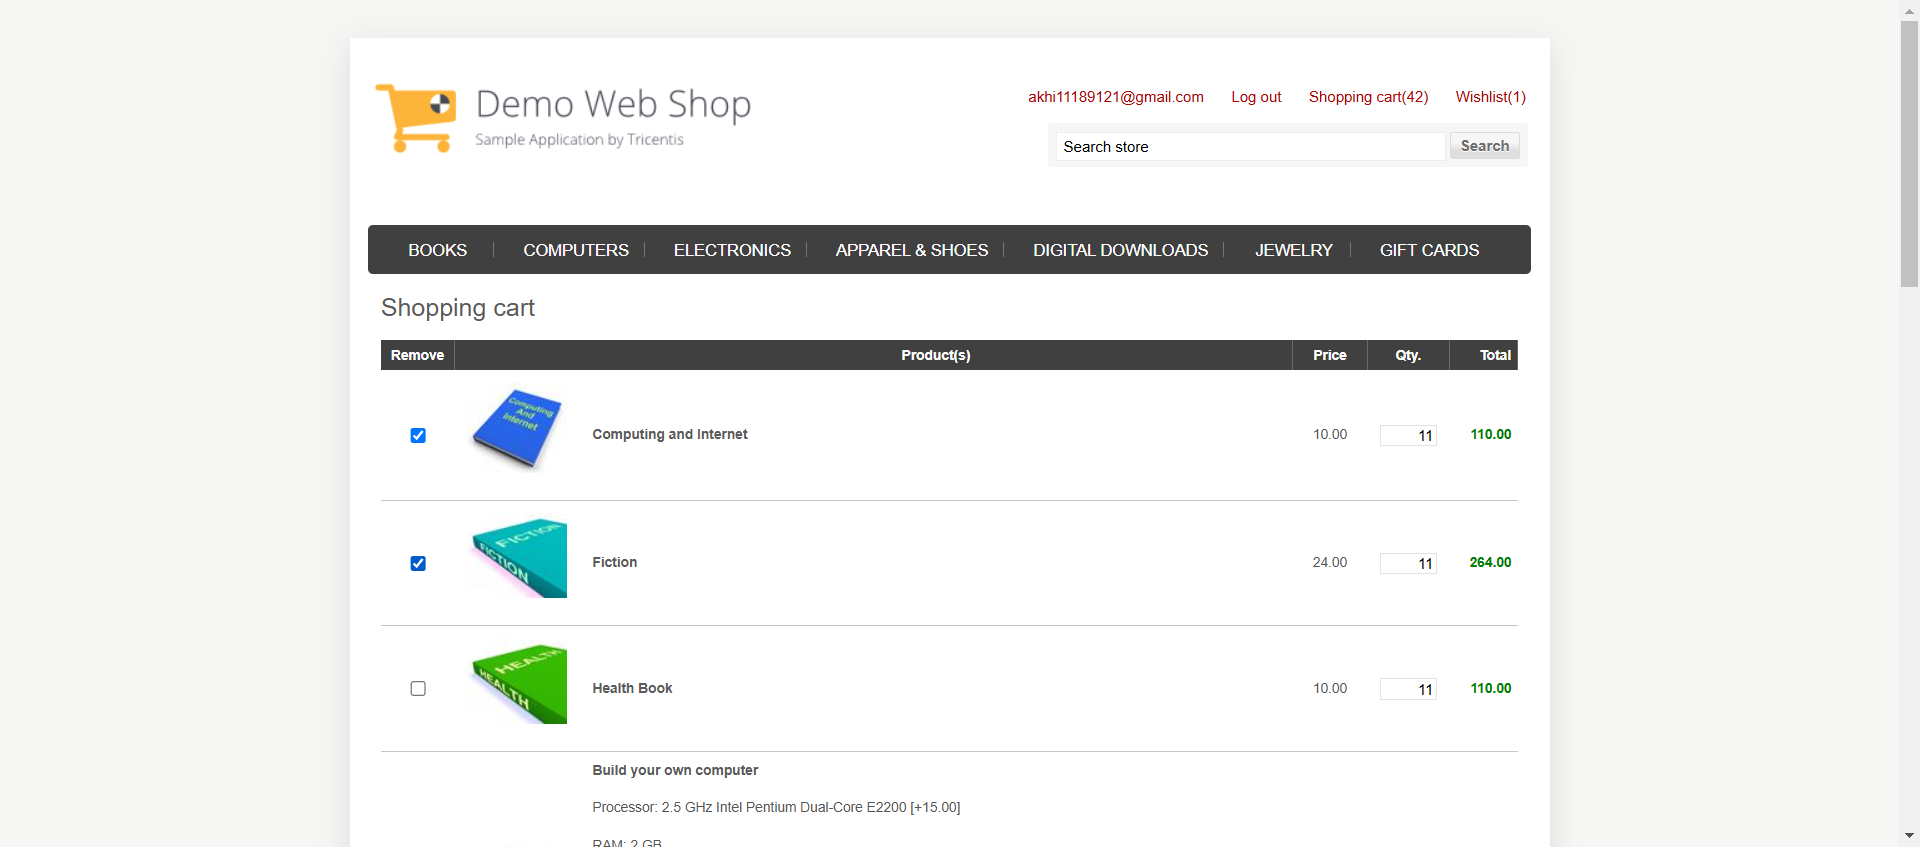 Demo Web Shop
Sample Application by Tricentis
akhi11189121@gmail.com Log out Shopping cart(42) Wishlist(1)
Search store Search
BOOKS COMPUTERS ELECTRONICS APPAREL & SHOES DIGITAL DOWNLOADS JEWELRY GIFT CARDS
Shopping cart
Remove Product(s) Price Qty. Total
Computing And Internet
Computing and Internet 10.00 11 110.00
FICTION
FICTION
Fiction 24.00 11 264.00
HEALTH
HEALTH
Health Book 10.00 11 110.00
Build your own computer
Processor: 2.5 GHz Intel Pentium Dual-Core E2200 [+15.00]
RAM: 2 GB